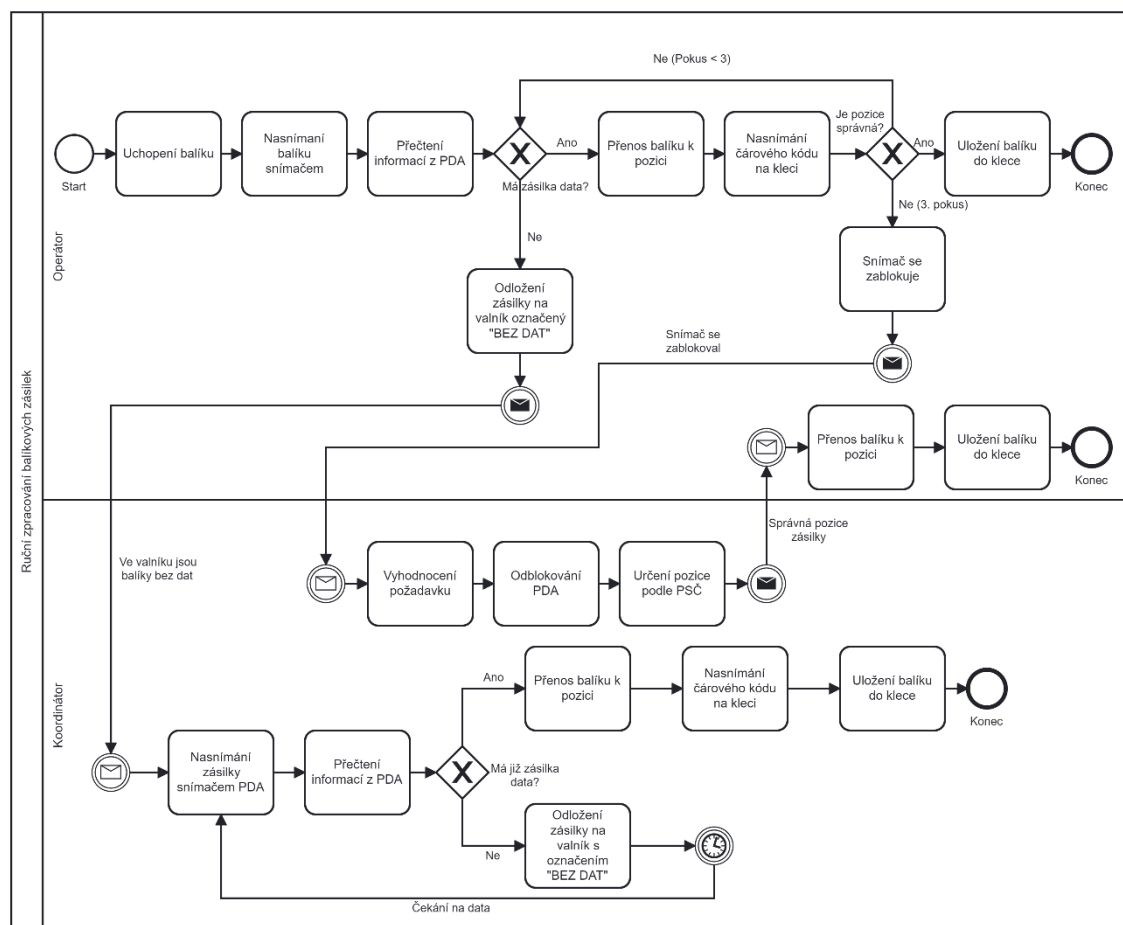 Ruční zpracování balíkových zásilek
Operátor
Ne (Pokus < 3)
Start
Uchopení balíku
Nasnímaní
balíku
snímačem
Přečtení
informací z PDA
Má zásilka data?
Ano
Přenos balíku k
pozici
Nasnímání
čárového kódu
na kleci
Je pozice
správná?
Ano
Uložení balíku
do klece
Konec
Ne
Ne (3. pokus)
Odložení
zásilky na
valník označený
"BEZ DAT"
Snímač se
zablokuje
Snímač se
zablokoval
Přenos balíku k
pozici
Uložení balíku
do klece
Konec
Koordinátor
Ve valníku jsou
balíky bez dat
Správná pozice
zásilky
Vyhodnocení
požadavku
Odblokování
PDA
Určení pozice
podle PSČ
Nasnímání
zásilky
snímačem PDA
Přečtení
informací z PDA
Má již zásilka
data?
Ano
Přenos balíku k
pozici
Nasnímání
čárového kódu
na kleci
Uložení balíku
do klece
Konec
Ne
Odložení
zásilky na
valník s
označením
"BEZ DAT"
Čekání na data